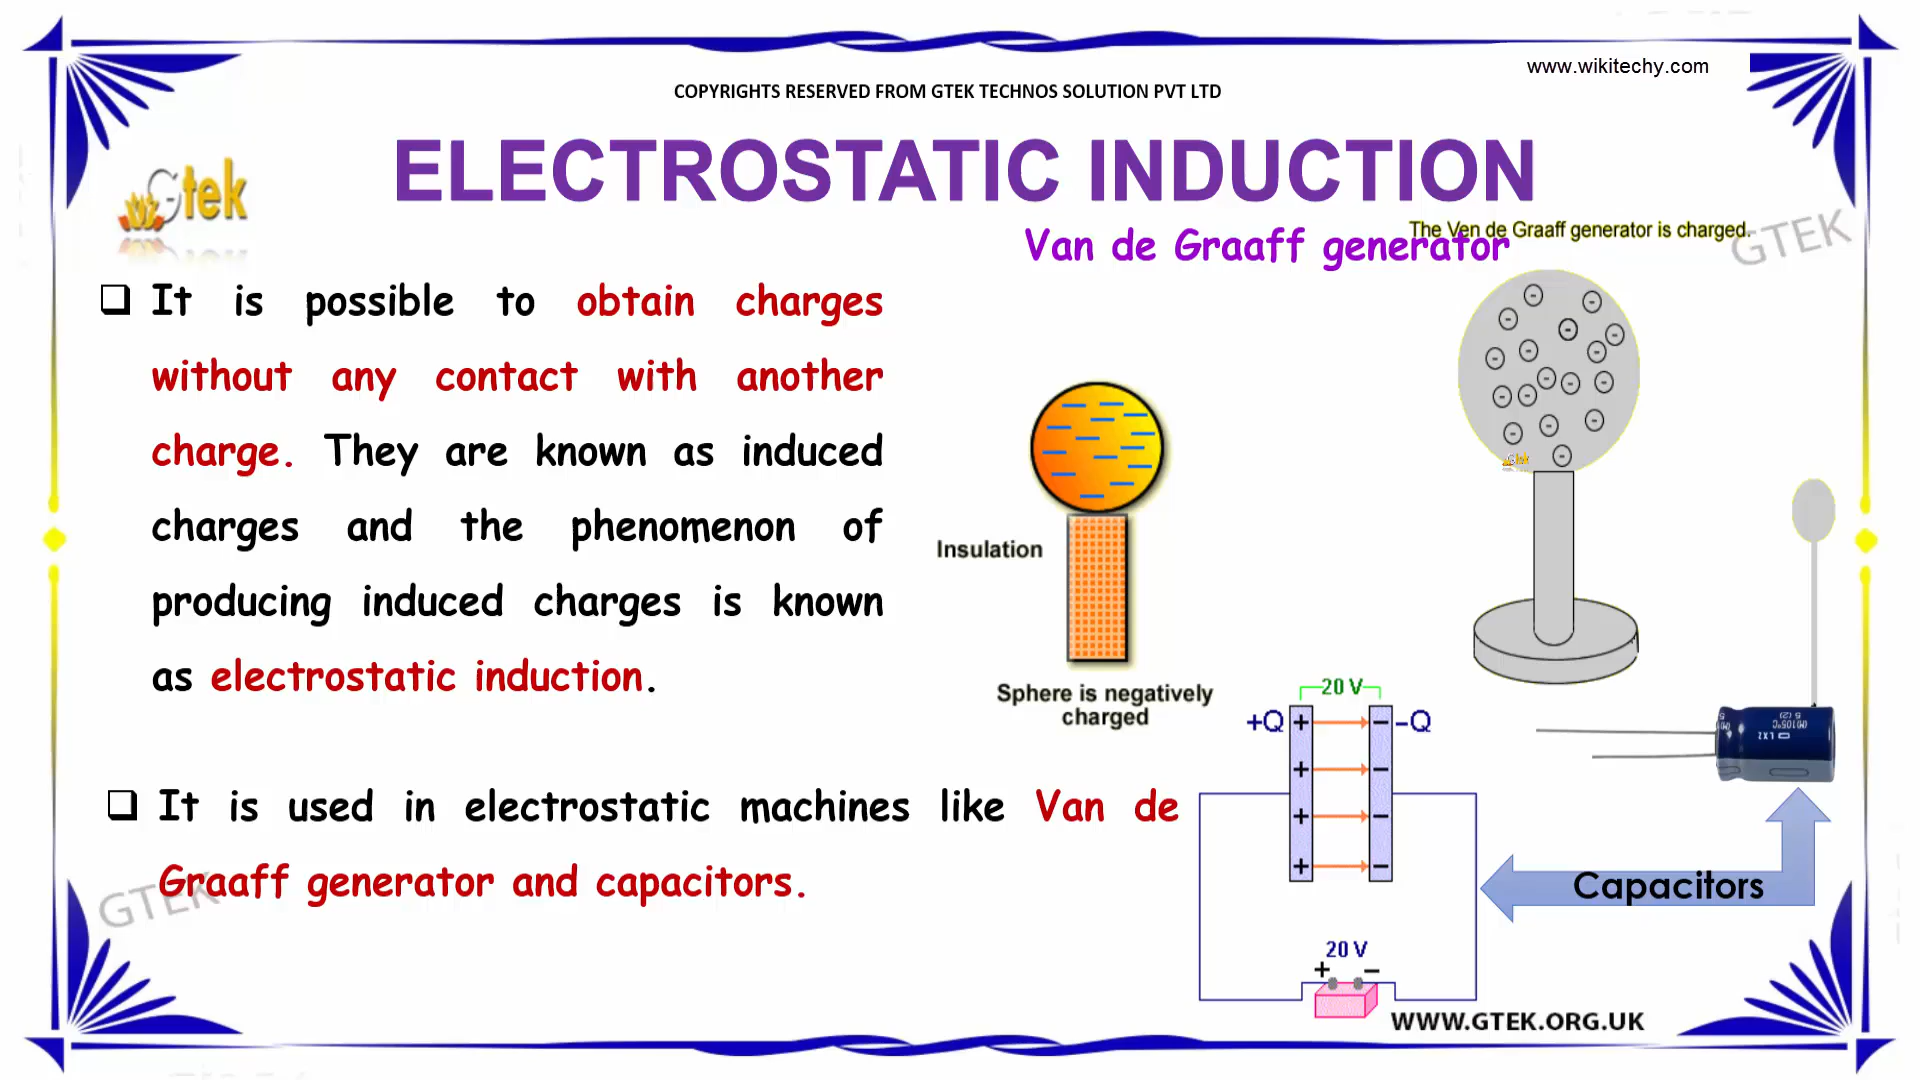 www.wikitechy.com
COPYRIGHTS RESERVED FROM GTEK TECHNOS SOLUTION PVT LTD
ELECTROSTATIC INDUCTION
Gtek
The Ven de Graaff generator is charged.
Van de Graaff generator
GTEK
It is possible to obtain charges
without any contact with another
charge. They are known as induced
charges and the phenomenon of
producing induced charges is known
as electrostatic induction.
Insulation
Sphere is negatively
charged
20 V
+Q
-Q
It is used in electrostatic machines like Van de
Graaff generator and capacitors.
GTEK
Capacitors
20 V
+ −
WWW.GTEK.ORG.UK